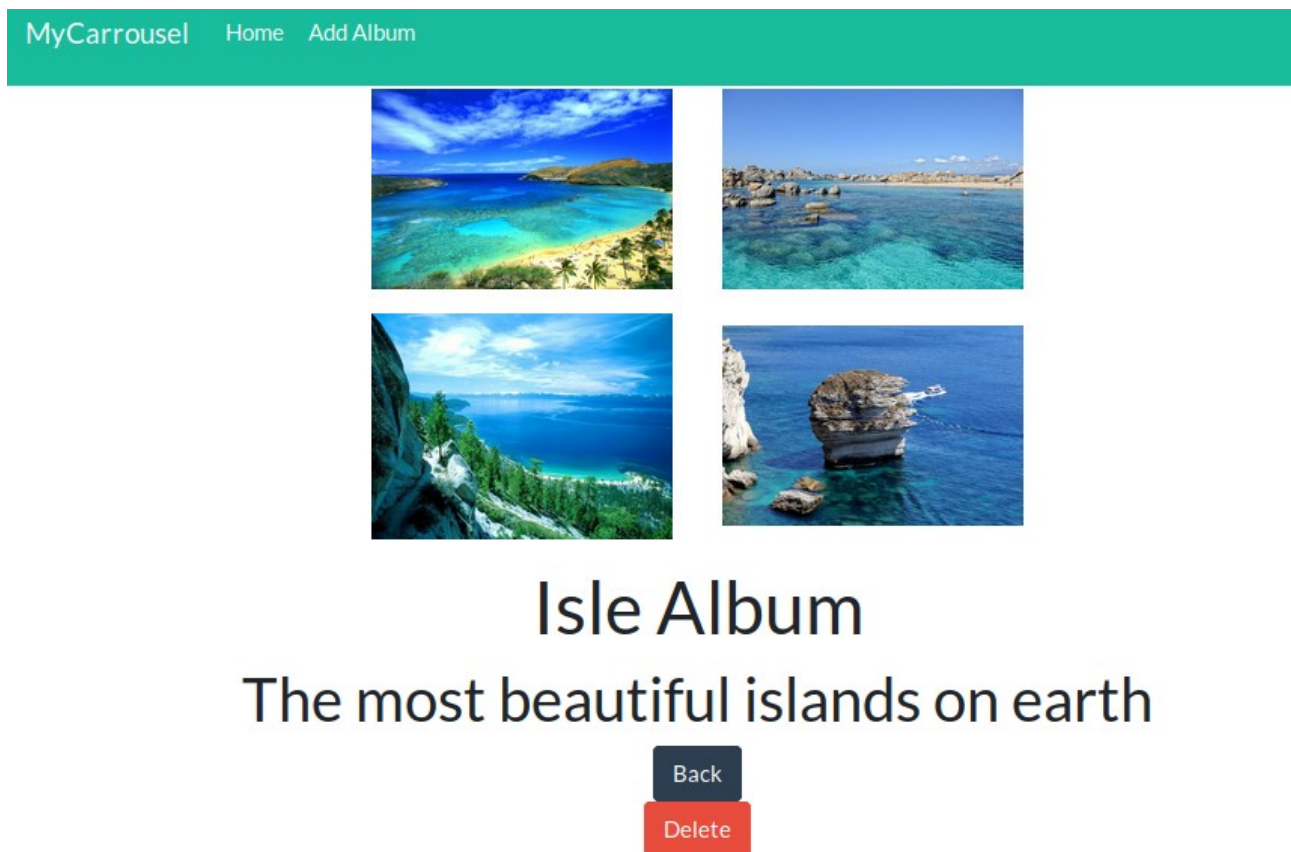 MyCarrousel Home Add Album
Isle Album
The most beautiful islands on earth
Back
Delete